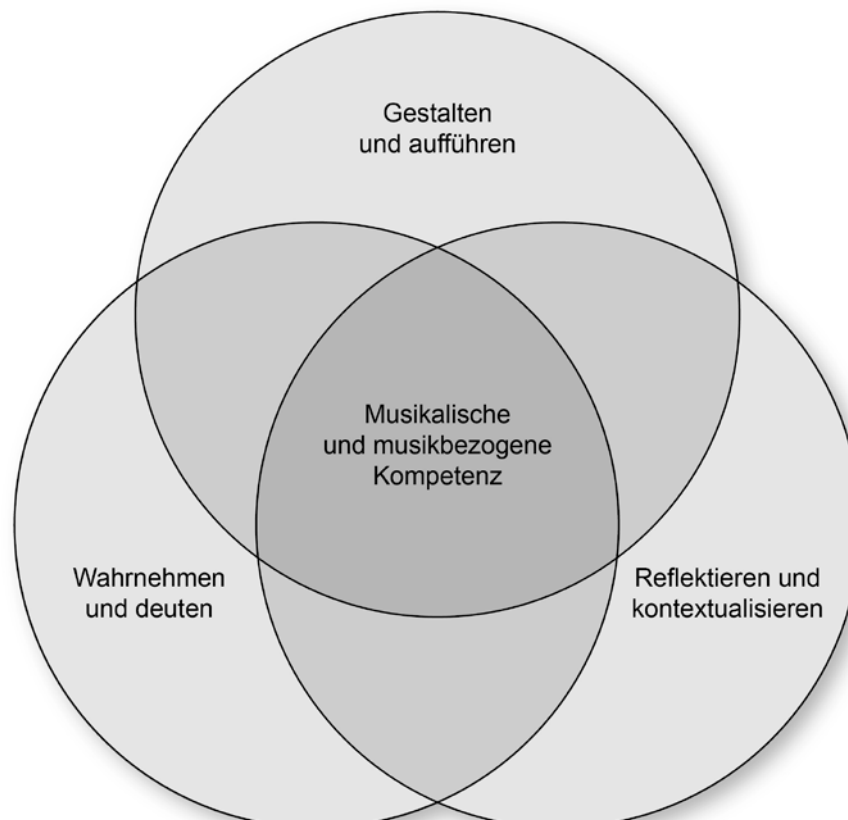 Gestalten
und aufführen
Musikalische
und musikbezogene
Kompetenz
Wahrnehmen
und deuten
Reflektieren und
kontextualisieren